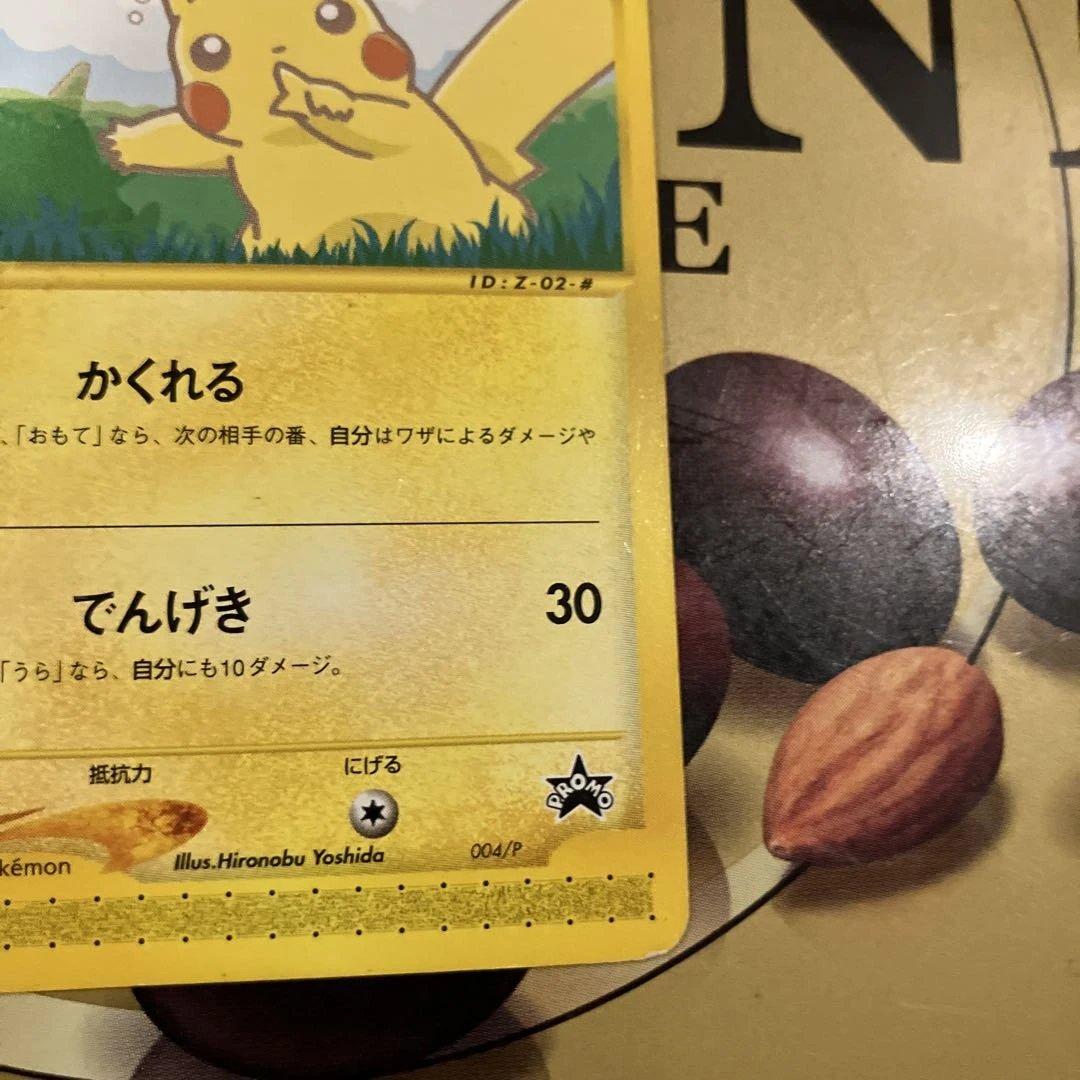 N
E
ID:Z-02-#
かくれる
、「おもて」なら、次の相手の番、自分はワザによるダメージや
でんげき 30
「うら」なら、自分にも10ダメージ。
抵抗力 にげる
PROMO
kémon Illus.Hironobu Yoshida 004/P